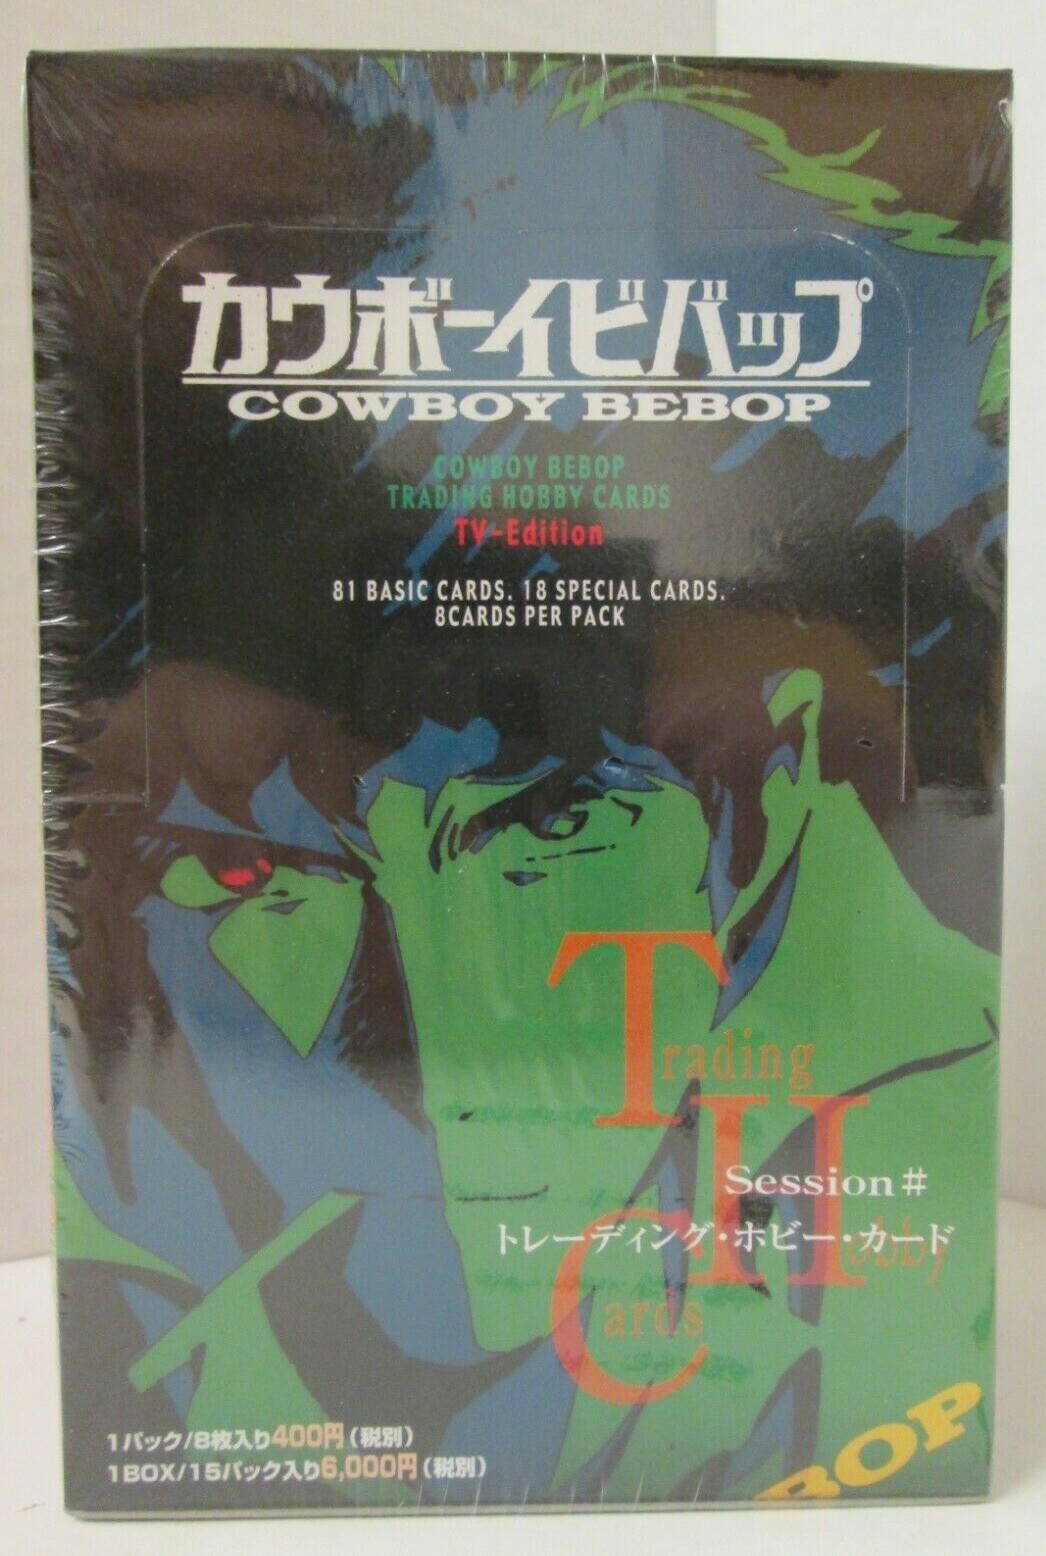 カウボーイビバップ
COWBOY BEBOP
COWBOY BEBOP
TRADING HOBBY CARDS
TV-Edition
81 BASIC CARDS. 18 SPECIAL CARDS.
8CARDS PER PACK
Trading
Hobby
Cards
Session#
トレーディング・ホビー・カード
1パック/8枚入り400円(税別)
1BOX/15パック入り6,000円(税別)
BOP